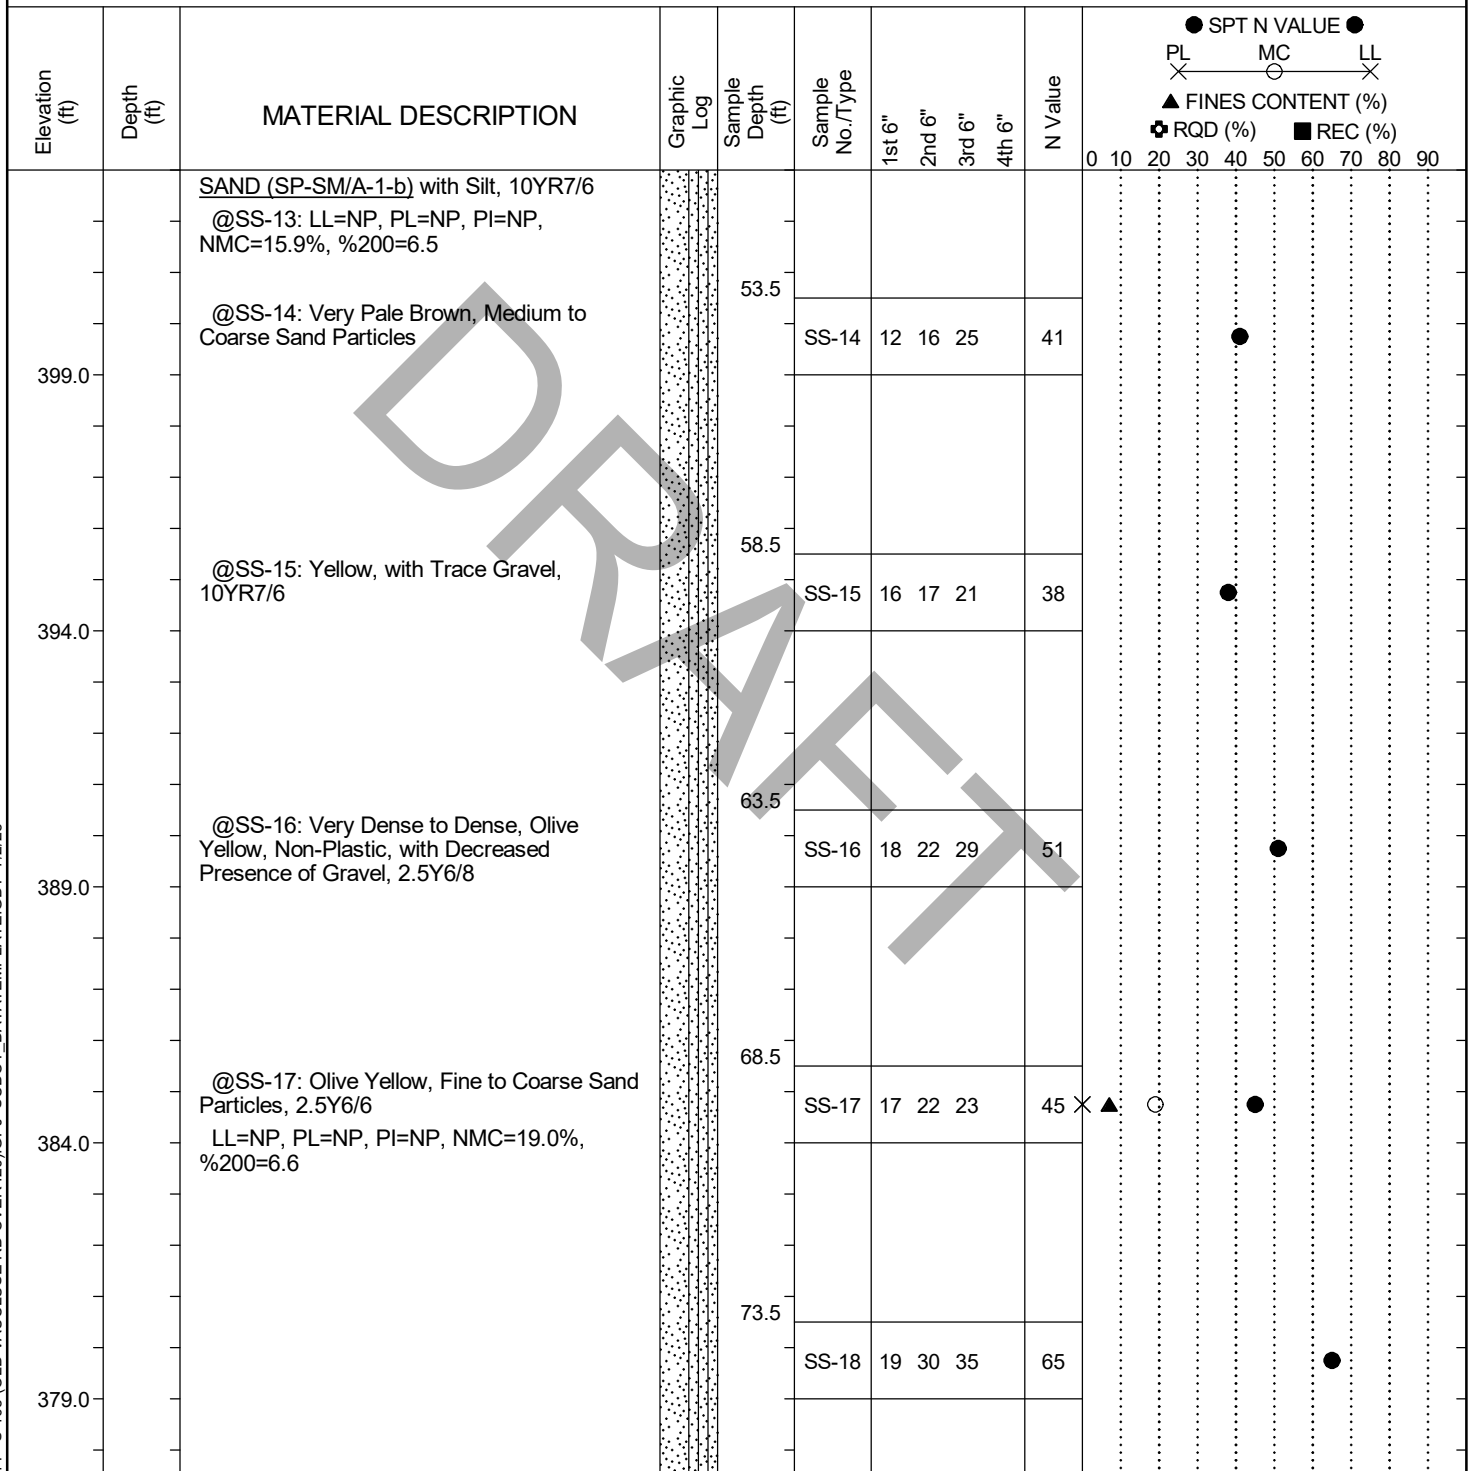 ● SPT N VALUE ●
PL MC LL
▲ FINES CONTENT (%)
RQD (%) ■ REC (%)
Elevation (ft)
Depth (ft)
MATERIAL DESCRIPTION
Graphic Log
Sample Depth (ft)
Sample No./Type
1st 6"
2nd 6"
3rd 6"
4th 6"
N Value
0 10 20 30 40 50 60 70 80 90
SAND (SP-SM/A-1-b) with Silt, 10YR7/6
@SS-13: LL=NP, PL=NP, PI=NP,
NMC=15.9%, %200=6.5
53.5
@SS-14: Very Pale Brown, Medium to
Coarse Sand Particles
SS-14 12 16 25 41
399.0
58.5
@SS-15: Yellow, with Trace Gravel,
10YR7/6
SS-15 16 17 21 38
394.0
63.5
@SS-16: Very Dense to Dense, Olive
Yellow, Non-Plastic, with Decreased
Presence of Gravel, 2.5Y6/8
SS-16 18 22 29 51
389.0
68.5
@SS-17: Olive Yellow, Fine to Coarse Sand
Particles, 2.5Y6/6
SS-17 17 22 23 45
LL=NP, PL=NP, PI=NP, NMC=19.0%,
%200=6.6
384.0
73.5
SS-18 19 30 35 65
379.0
DRAFT